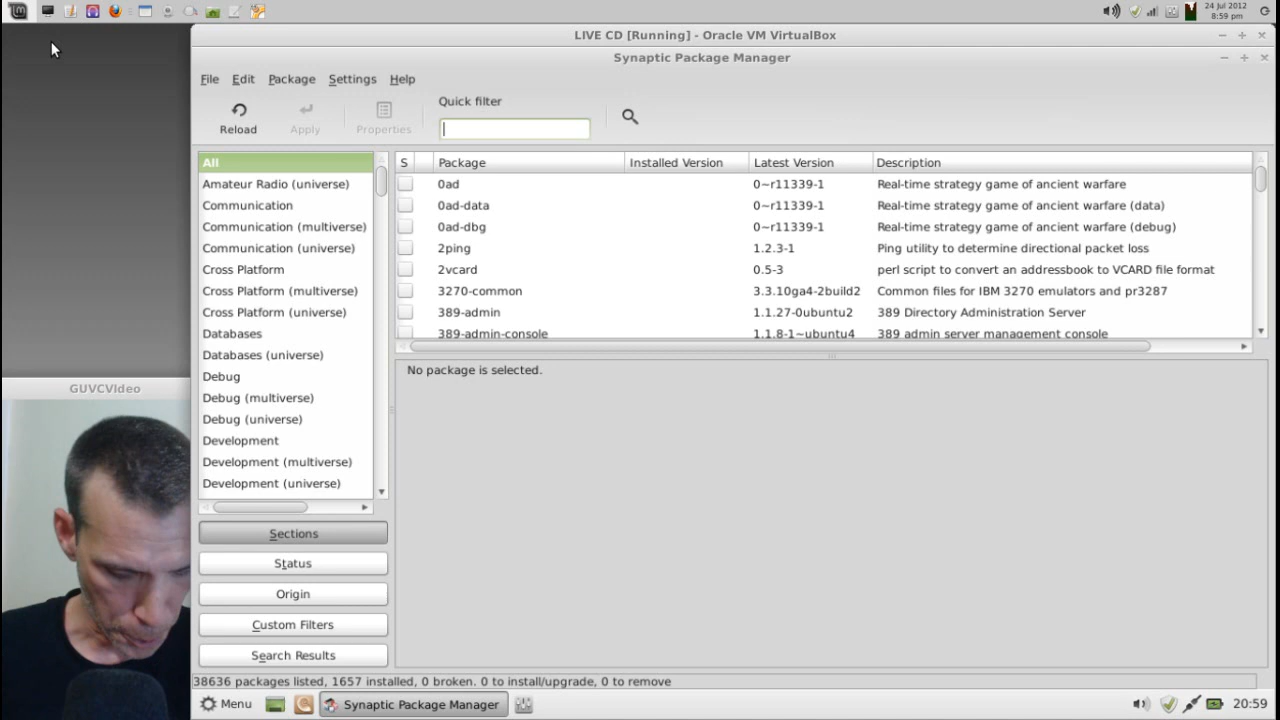 24 Jul 2012
8:59 pm
LIVE CD [Running] - Oracle VM VirtualBox
Synaptic Package Manager
File Edit Package Settings Help
Quick filter
Reload Apply Properties
All
Amateur Radio (universe)
Communication
Communication (multiverse)
Communication (universe)
Cross Platform
Cross Platform (multiverse)
Cross Platform (universe)
Databases
Databases (universe)
Debug
Debug (multiverse)
Debug (universe)
Development
Development (multiverse)
Development (universe)
S Package Installed Version Latest Version Description
0ad 0~r11339-1 Real-time strategy game of ancient warfare
0ad-data 0~r11339-1 Real-time strategy game of ancient warfare (data)
0ad-dbg 0~r11339-1 Real-time strategy game of ancient warfare (debug)
2ping 1.2.3-1 Ping utility to determine directional packet loss
2vcard 0.5-3 perl script to convert an addressbook to VCARD file format
3270-common 3.3.10ga4-2build2 Common files for IBM 3270 emulators and pr3287
389-admin 1.1.27-0ubuntu2 389 Directory Administration Server
389-admin-console 1.1.8-1~ubuntu4 389 admin server management console
No package is selected.
GUVCVIdeo
Sections
Status
Origin
Custom Filters
Search Results
38636 packages listed, 1657 installed, 0 broken. 0 to install/upgrade, 0 to remove
Menu Synaptic Package Manager 20:59